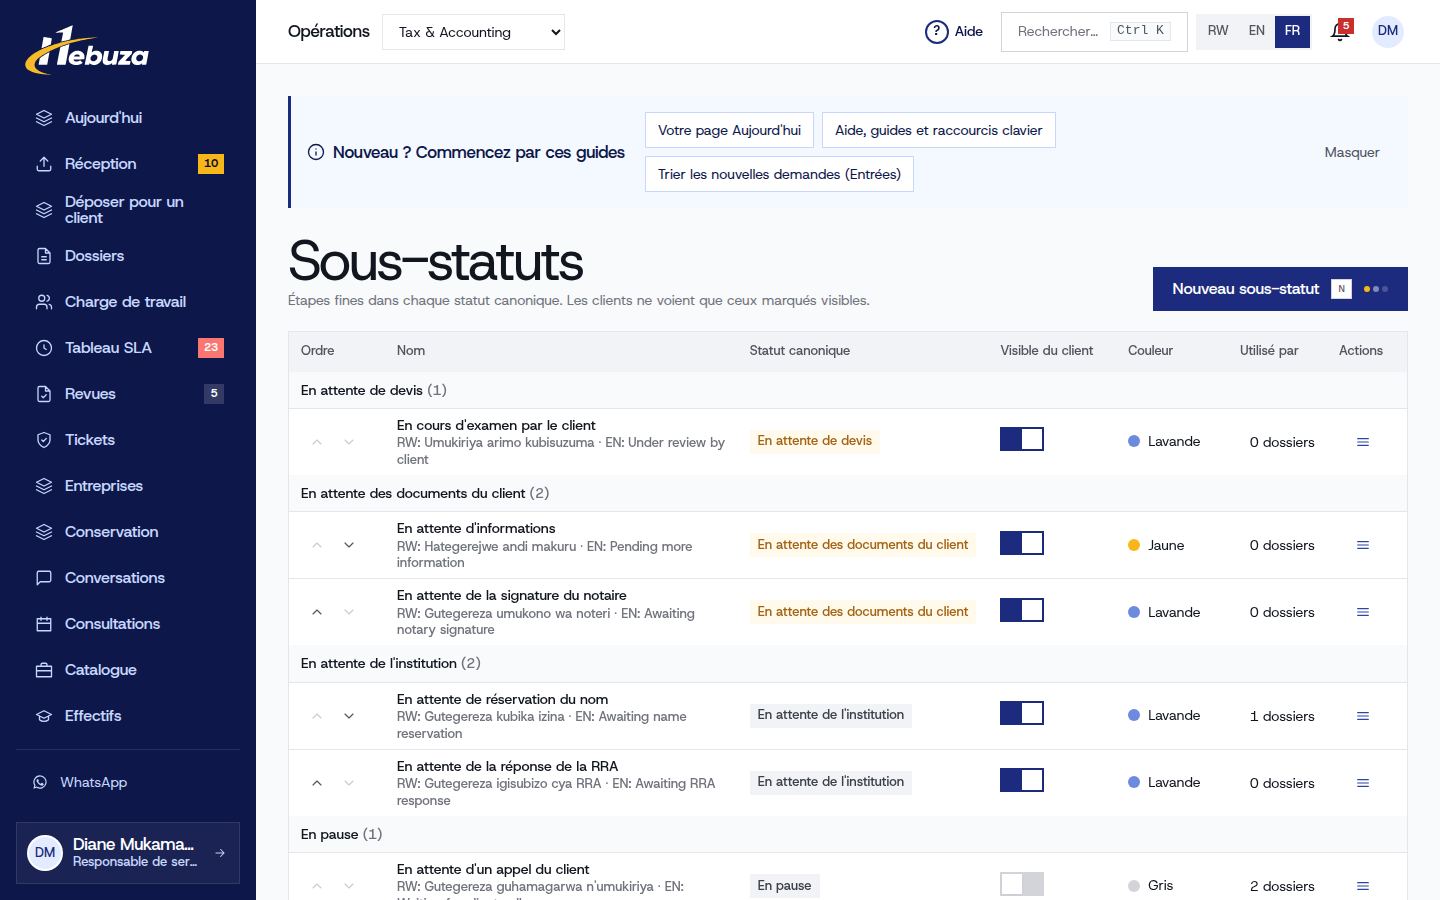 Hebuza
Aujourd'hui
Réception 10
Déposer pour un
client
Dossiers
Charge de travail
Tableau SLA 23
Revues 5
Tickets
Entreprises
Conservation
Conversations
Consultations
Catalogue
Effectifs
WhatsApp
DM Diane Mukama...
Responsable de ser...
Opérations Tax & Accounting
? Aide Rechercher... Ctrl K RW EN FR 5 DM
Nouveau ? Commencez par ces guides
Votre page Aujourd'hui Aide, guides et raccourcis clavier
Trier les nouvelles demandes (Entrées)
Masquer
Sous-statuts
Étapes fines dans chaque statut canonique. Les clients ne voient que ceux marqués visibles.
Nouveau sous-statut N
Ordre Nom Statut canonique Visible du client Couleur Utilisé par Actions
En attente de devis (1)
En cours d'examen par le client
RW: Umukiriya arimo kubisuzuma · EN: Under review by
client
En attente de devis Lavande 0 dossiers
En attente des documents du client (2)
En attente d'informations
RW: Hategerejwe andi makuru · EN: Pending more
information
En attente des documents du client Jaune 0 dossiers
En attente de la signature du notaire
RW: Gutegereza umukono wa noteri · EN: Awaiting
notary signature
En attente des documents du client Lavande 0 dossiers
En attente de l'institution (2)
En attente de réservation du nom
RW: Gutegereza kubika izina · EN: Awaiting name
reservation
En attente de l'institution Lavande 1 dossiers
En attente de la réponse de la RRA
RW: Gutegereza igisubizo cya RRA · EN: Awaiting RRA
response
En attente de l'institution Lavande 0 dossiers
En pause (1)
En attente d'un appel du client
RW: Gutegereza guhamagarwa n'umukiriya · EN:
En pause Gris 2 dossiers